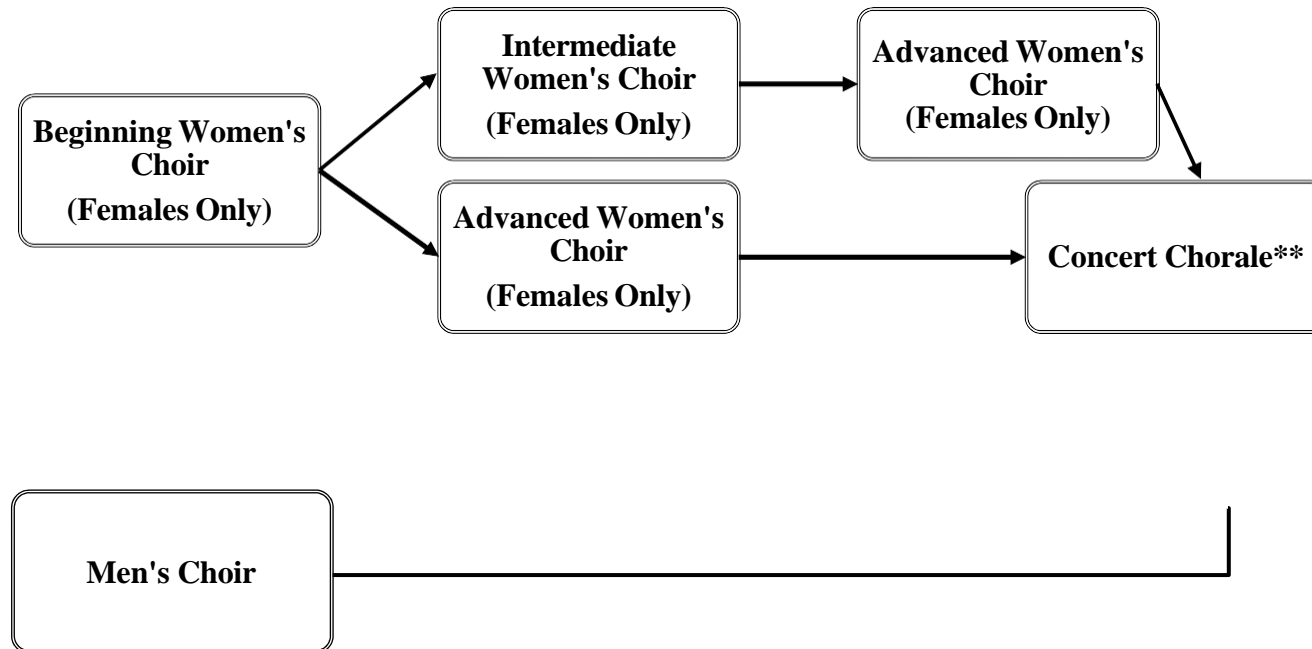 Beginning Women's
Choir
(Females Only)
Intermediate
Women's Choir
(Females Only)
Advanced Women's
Choir
(Females Only)
Advanced Women's
Choir
(Females Only)
Concert Chorale**
Men's Choir